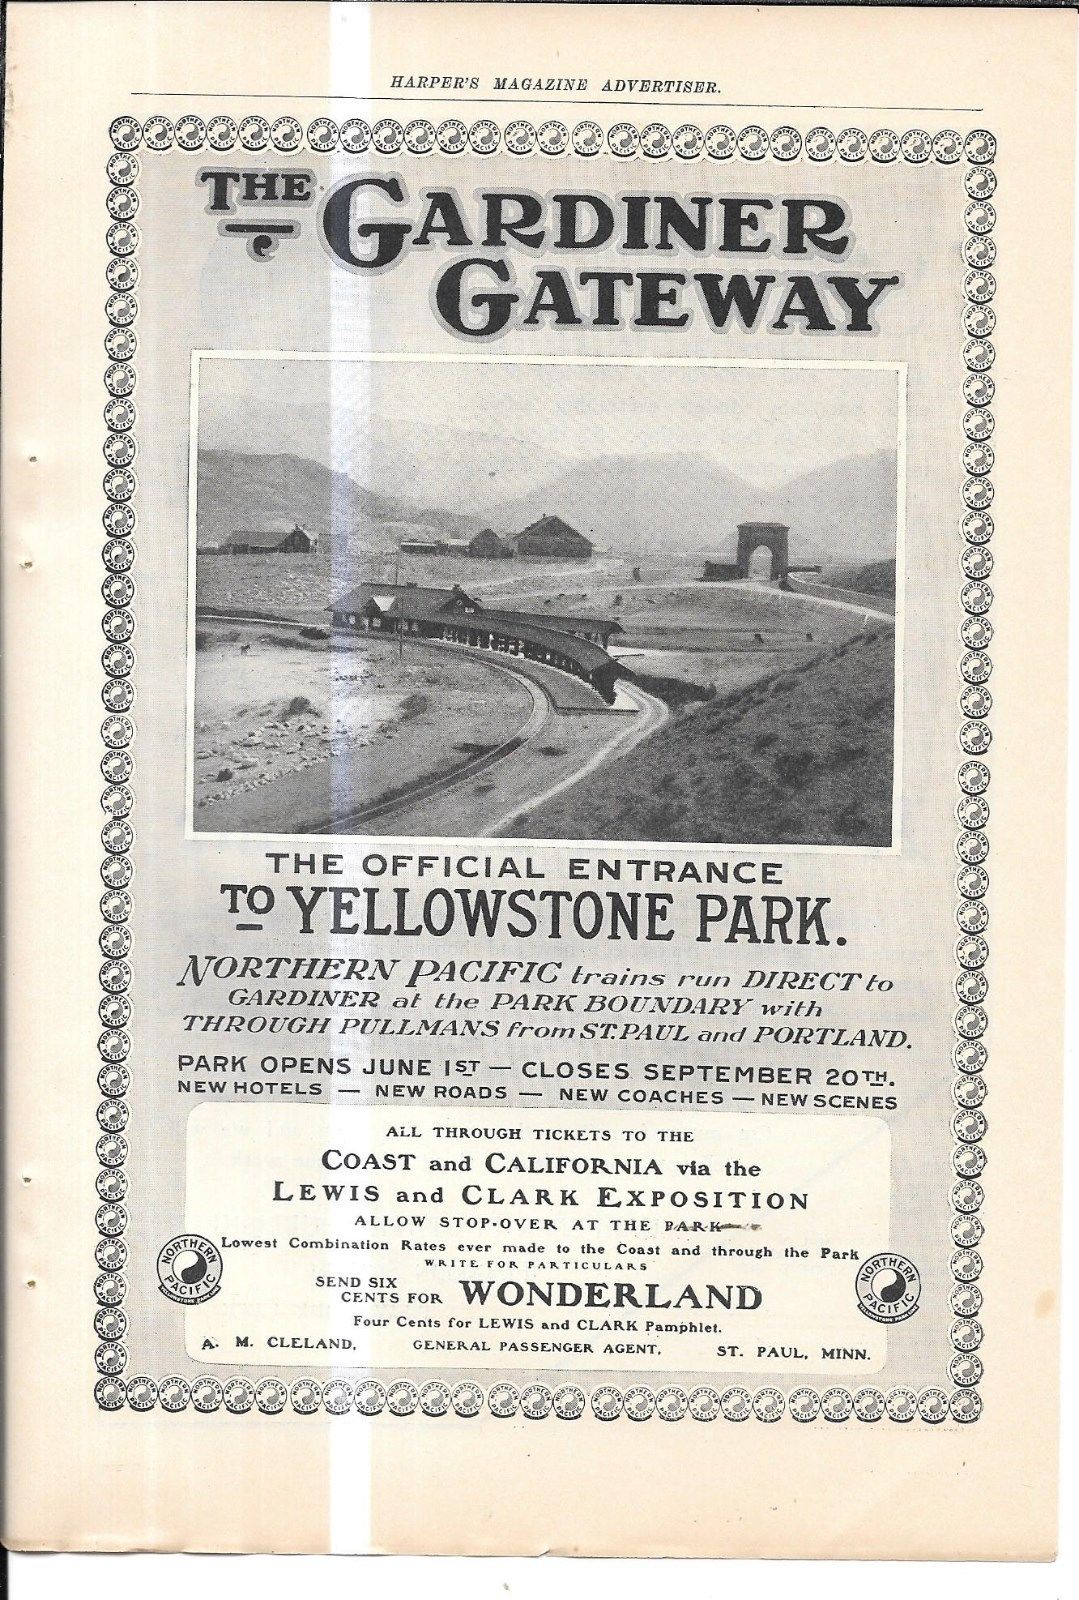 HARPER'S MAGAZINE ADVERTISER.
THE GARDINER
GATEWAY
THE OFFICIAL ENTRANCE
TO YELLOWSTONE PARK.
NORTHERN PACIFIC trains run DIRECT to
GARDINER at the PARK BOUNDARY with
THROUGH PULLMANS from ST. PAUL and PORTLAND.
PARK OPENS JUNE 1ST — CLOSES SEPTEMBER 20TH.
NEW HOTELS — NEW ROADS — NEW COACHES — NEW SCENES
ALL THROUGH TICKETS TO THE
COAST and CALIFORNIA via the
LEWIS and CLARK EXPOSITION
ALLOW STOP-OVER AT THE PARK
Lowest Combination Rates ever made to the Coast and through the Park
WRITE FOR PARTICULARS
SEND SIX
CENTS FOR WONDERLAND
Four Cents for LEWIS and CLARK Pamphlet.
A. M. CLELAND, GENERAL PASSENGER AGENT, ST. PAUL, MINN.
NORTHERN PACIFIC
NORTHERN PACIFIC